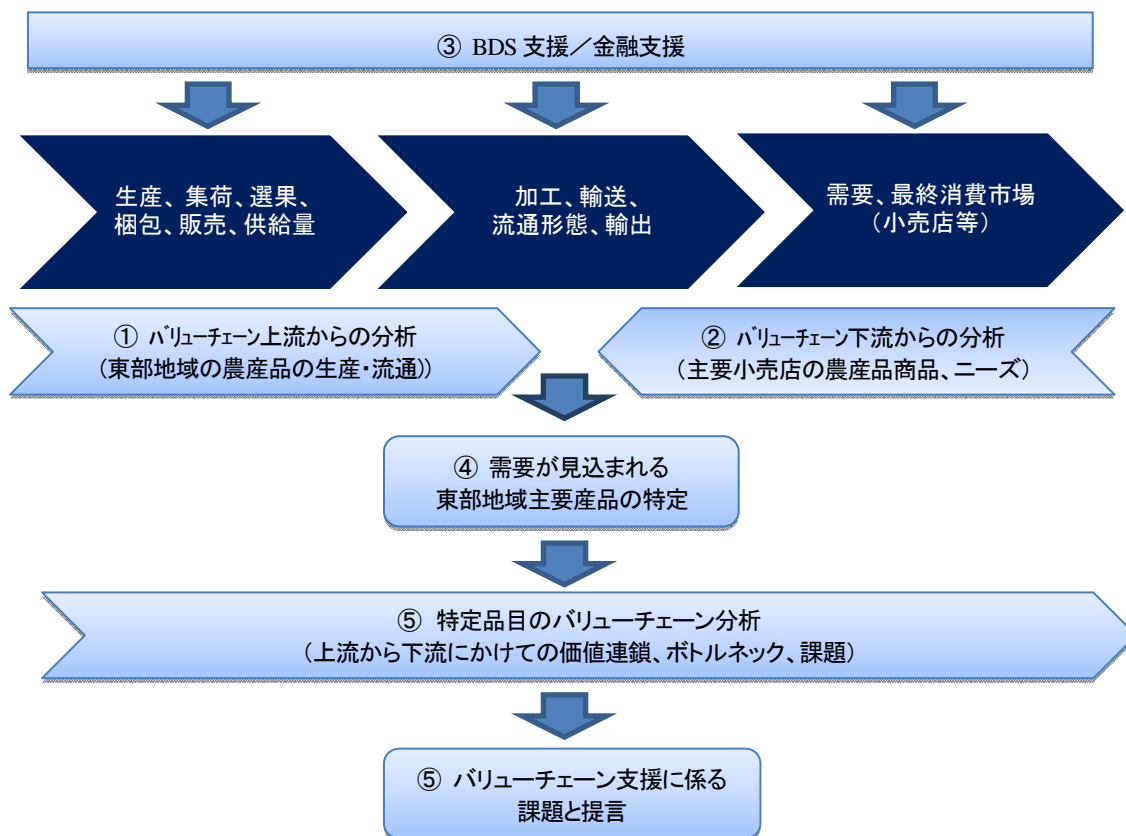 ③ BDS 支援／金融支援
生産、集荷、選果、
梱包、販売、供給量
加工、輸送、
流通形態、輸出
需要、最終消費市場
（小売店等）
① ﾊﾞﾘｭｰﾁｪｰﾝ上流からの分析
（東部地域の農産品の生産・流通））
② ﾊﾞﾘｭｰﾁｪｰﾝ下流からの分析
（主要小売店の農産品商品、ニーズ）
④ 需要が見込まれる
東部地域主要産品の特定
⑤ 特定品目のバリューチェーン分析
（上流から下流にかけての価値連鎖、ボトルネック、課題）
⑤ バリューチェーン支援に係る
課題と提言